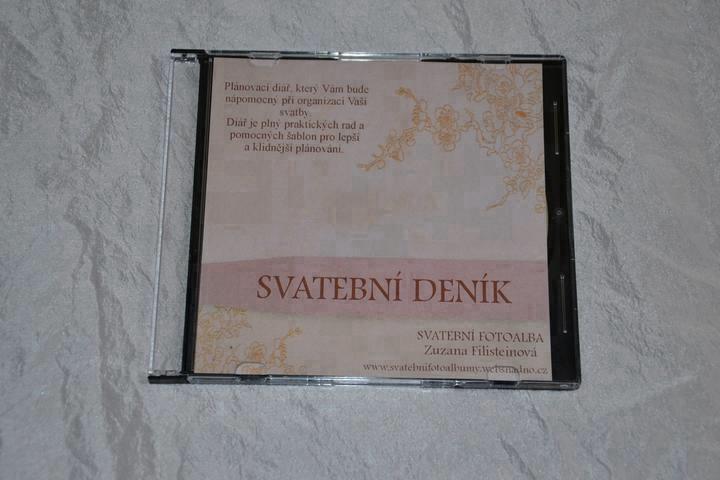 Plánovací diář, který Vám bude
nápomocný při organizaci Vaší
svatby.
Diář je plný praktických rad a
pomocných šablon pro lepší
a klidnější plánování.
SVATEBNÍ DENÍK
SVATEBNÍ FOTOALBA
Zuzana Filisteinová
www.svatebnifotoalbumy.websnadno.cz